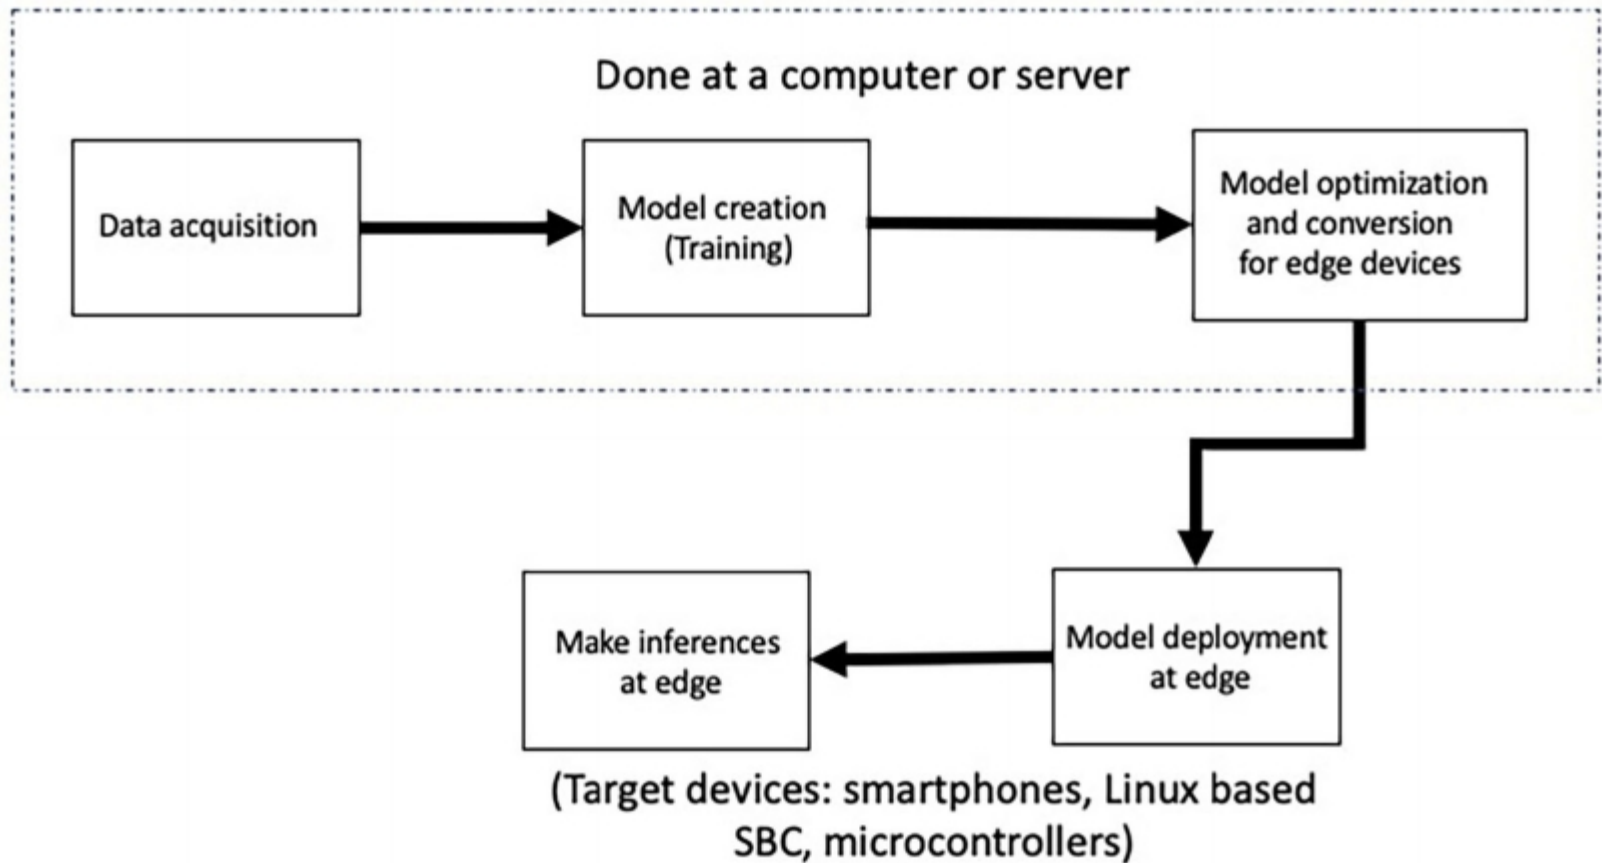 Done at a computer or server
Data acquisition
Model creation
(Training)
Model optimization
and conversion
for edge devices
Model deployment
at edge
Make inferences
at edge
(Target devices: smartphones, Linux based
SBC, microcontrollers)